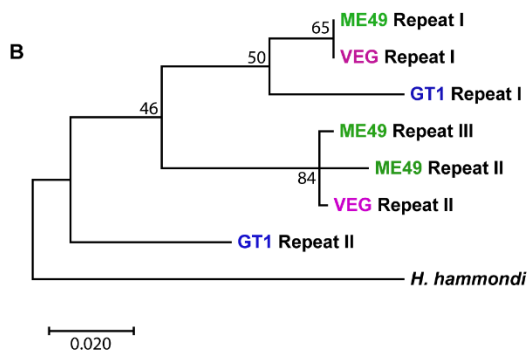 B
65
ME49 Repeat I
VEG Repeat I
50
GT1 Repeat I
46
ME49 Repeat III
ME49 Repeat II
84
VEG Repeat II
GT1 Repeat II
H. hammondi
0.020